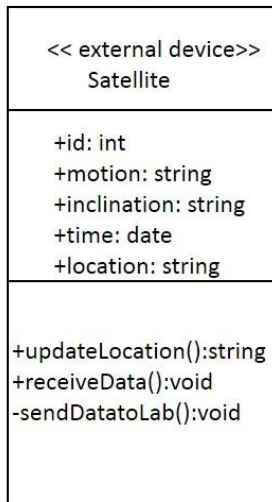 << external device>>
Satellite
+id: int
+motion: string
+inclination: string
+time: date
+location: string
+updateLocation():string
+receiveData():void
-sendDatatoLab():void